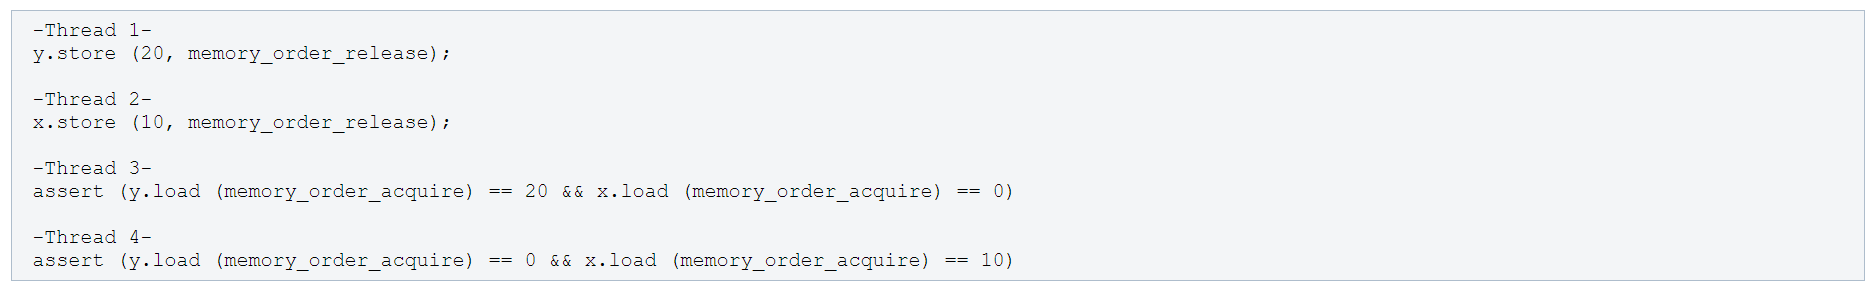 -Thread 1-
y.store (20, memory_order_release);
-Thread 2-
x.store (10, memory_order_release);
-Thread 3-
assert (y.load (memory_order_acquire) == 20 && x.load (memory_order_acquire) == 0)
-Thread 4-
assert (y.load (memory_order_acquire) == 0 && x.load (memory_order_acquire) == 10)